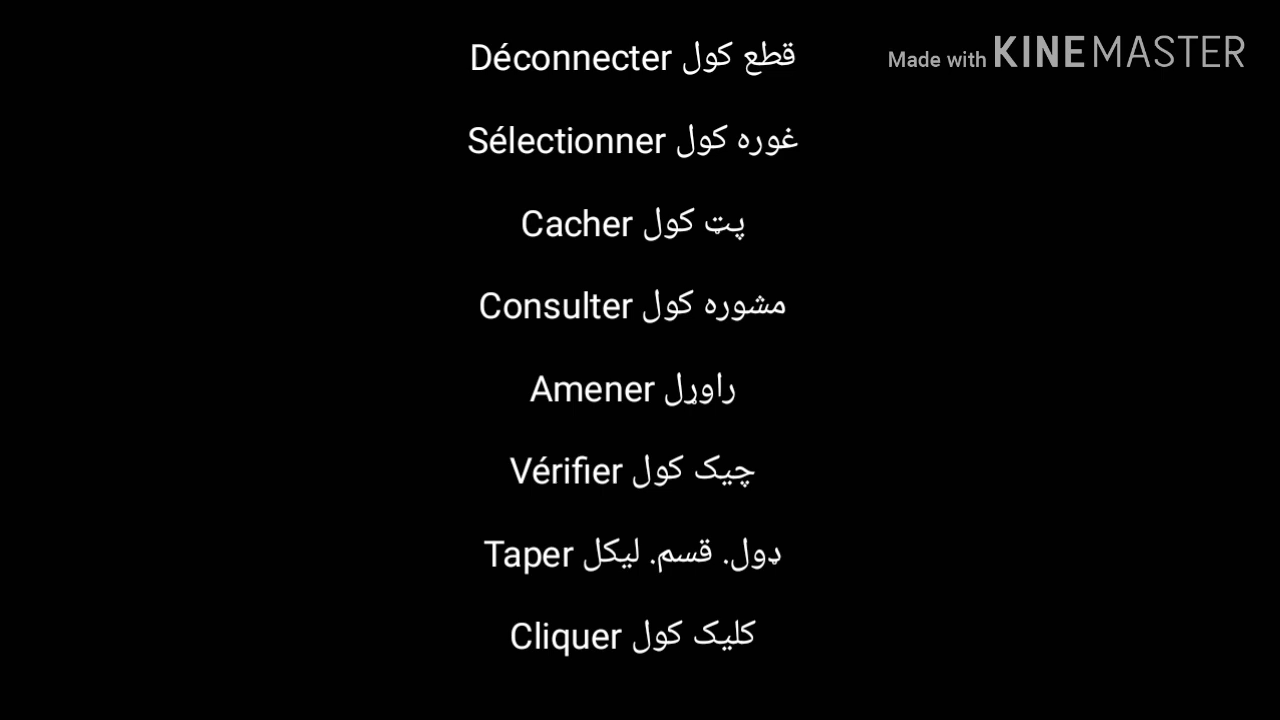 Made with KINEMASTER
Déconnecter قطع کول
Sélectionner غوره کول
Cacher پټ کول
Consulter مشوره کول
Amener راوړل
Vérifier چیک کول
Taper ډول. قسم. لیکل
Cliquer کلیک کول